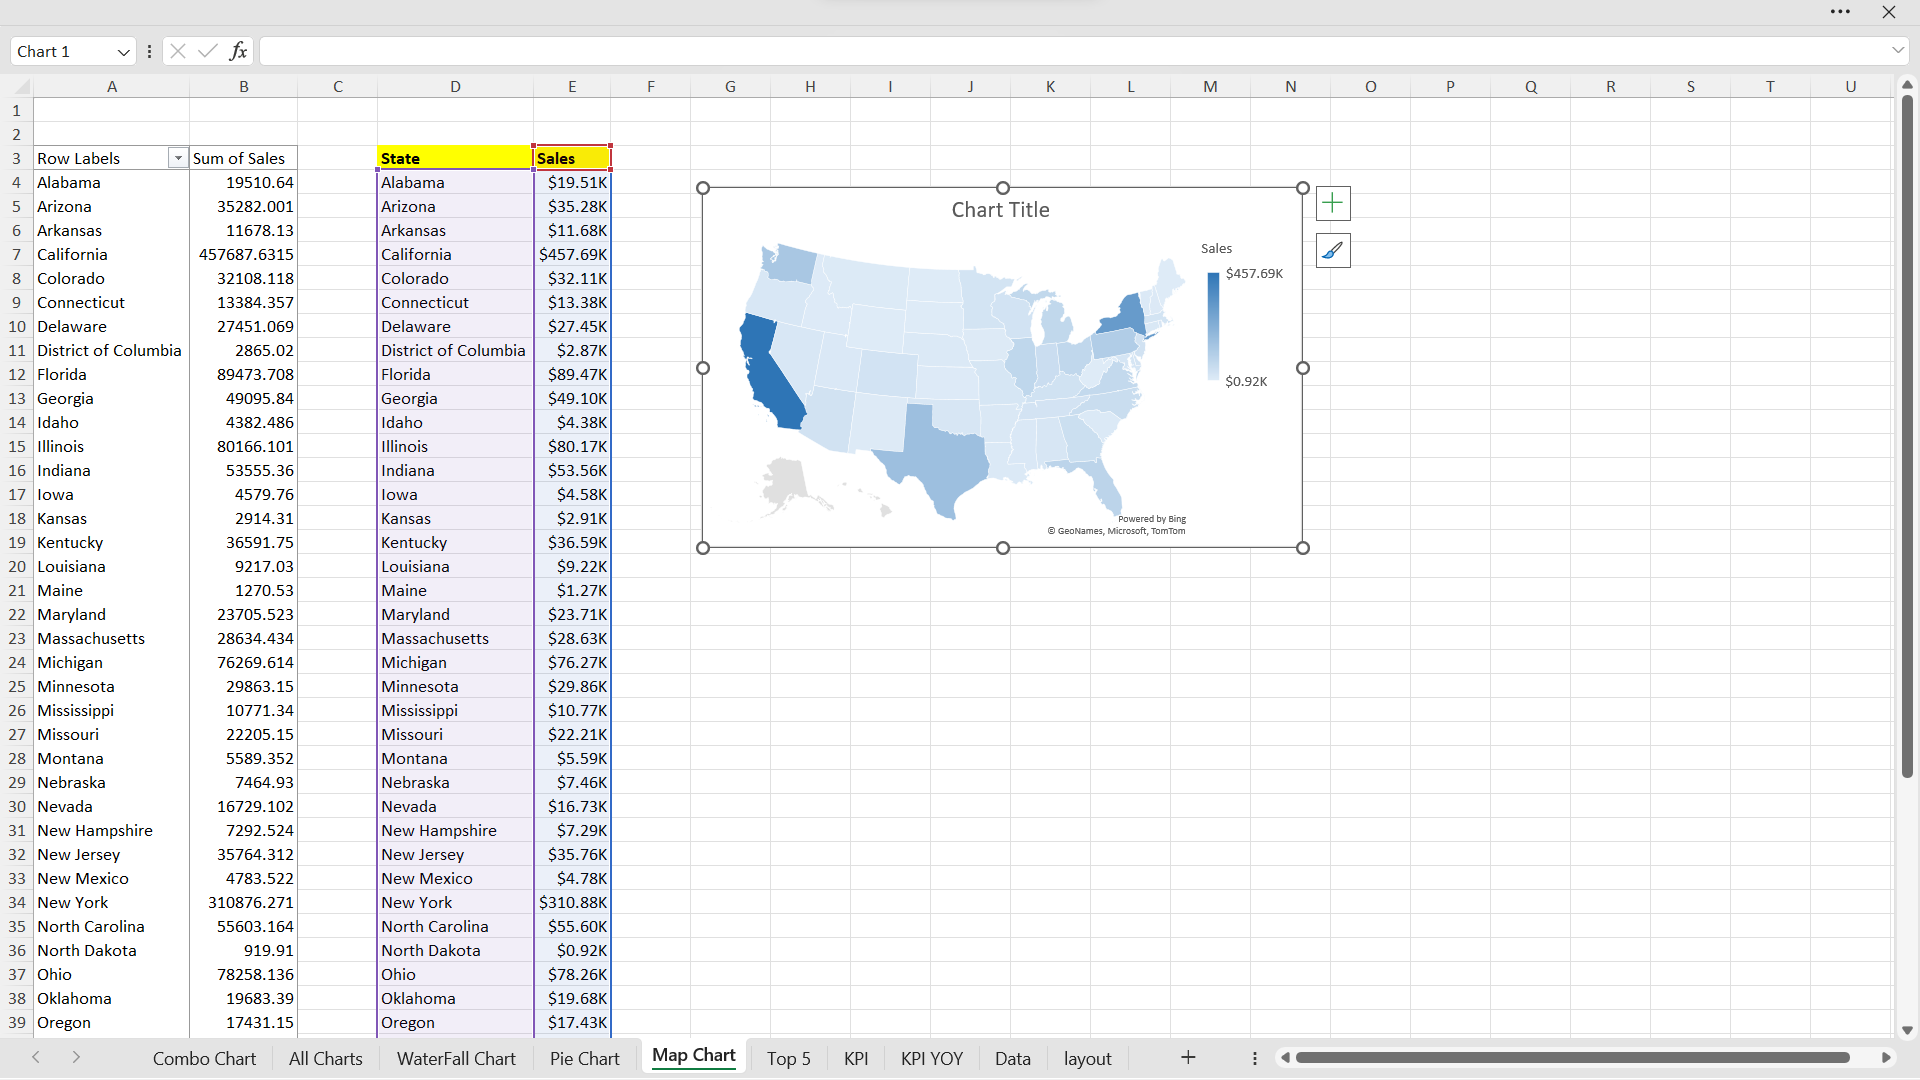 Chart 1
fx
A B C D E F G H I J K L M N O P Q R S T U
1
2
3 Row Labels Sum of Sales State Sales
4 Alabama 19510.64 Alabama $19.51K
5 Arizona 35282.001 Arizona $35.28K
6 Arkansas 11678.13 Arkansas $11.68K
7 California 457687.6315 California $457.69K
8 Colorado 32108.118 Colorado $32.11K
9 Connecticut 13384.357 Connecticut $13.38K
10 Delaware 27451.069 Delaware $27.45K
11 District of Columbia 2865.02 District of Columbia $2.87K
12 Florida 89473.708 Florida $89.47K
13 Georgia 49095.84 Georgia $49.10K
14 Idaho 4382.486 Idaho $4.38K
15 Illinois 80166.101 Illinois $80.17K
16 Indiana 53555.36 Indiana $53.56K
17 Iowa 4579.76 Iowa $4.58K
18 Kansas 2914.31 Kansas $2.91K
19 Kentucky 36591.75 Kentucky $36.59K
20 Louisiana 9217.03 Louisiana $9.22K
21 Maine 1270.53 Maine $1.27K
22 Maryland 23705.523 Maryland $23.71K
23 Massachusetts 28634.434 Massachusetts $28.63K
24 Michigan 76269.614 Michigan $76.27K
25 Minnesota 29863.15 Minnesota $29.86K
26 Mississippi 10771.34 Mississippi $10.77K
27 Missouri 22205.15 Missouri $22.21K
28 Montana 5589.352 Montana $5.59K
29 Nebraska 7464.93 Nebraska $7.46K
30 Nevada 16729.102 Nevada $16.73K
31 New Hampshire 7292.524 New Hampshire $7.29K
32 New Jersey 35764.312 New Jersey $35.76K
33 New Mexico 4783.522 New Mexico $4.78K
34 New York 310876.271 New York $310.88K
35 North Carolina 55603.164 North Carolina $55.60K
36 North Dakota 919.91 North Dakota $0.92K
37 Ohio 78258.136 Ohio $78.26K
38 Oklahoma 19683.39 Oklahoma $19.68K
39 Oregon 17431.15 Oregon $17.43K
Chart Title
Sales
$457.69K
$0.92K
Powered by Bing
© GeoNames, Microsoft, TomTom
Combo Chart All Charts WaterFall Chart Pie Chart Map Chart Top 5 KPI KPI YOY Data layout